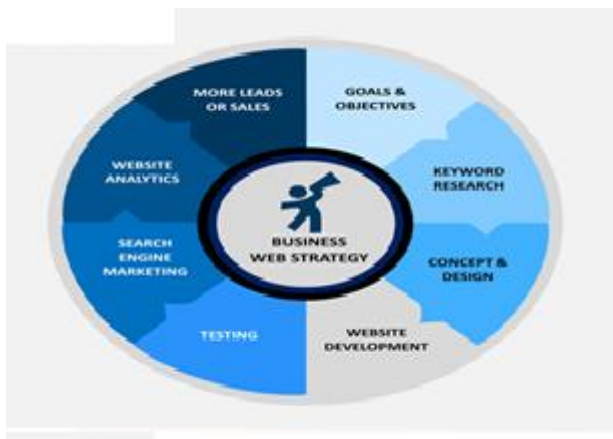 MORE LEADS
OR SALES
GOALS &
OBJECTIVES
WEBSITE
ANALYTICS
KEYWORD
RESEARCH
BUSINESS
WEB STRATEGY
SEARCH
ENGINE
MARKETING
CONCEPT &
DESIGN
TESTING
WEBSITE
DEVELOPMENT